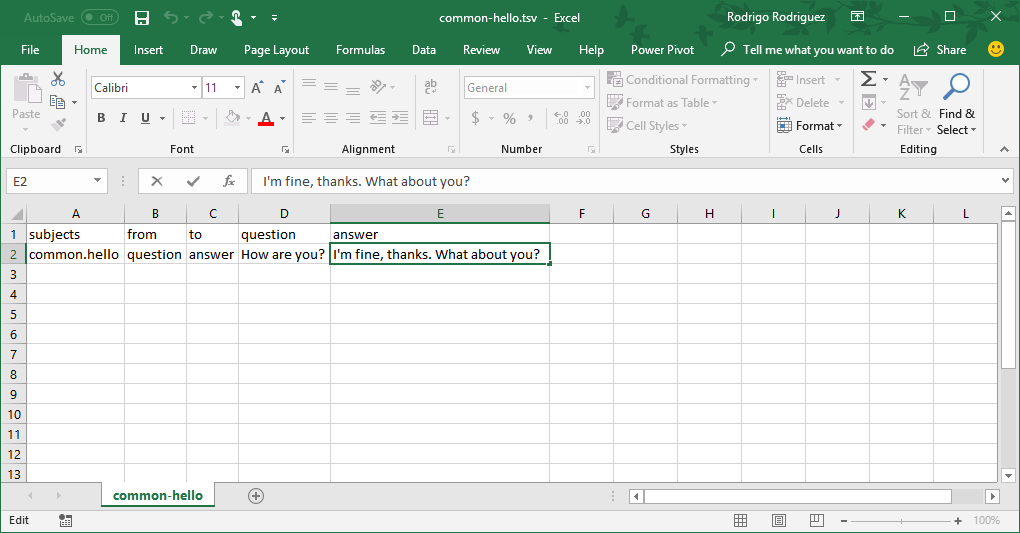 AutoSave Off common-hello.tsv - Excel Rodrigo Rodriguez
File Home Insert Draw Page Layout Formulas Data Review View Help Power Pivot Tell me what you want to do Share
Paste
Clipboard
Calibri 11
B I U A
Font
ab
Alignment
General
$ % ,
.00 .0
Number
Conditional Formatting
Format as Table
Cell Styles
Styles
Insert
Delete
Format
Cells
Sort & Filter
Find & Select
Editing
E2 fx I'm fine, thanks. What about you?
A B C D E F G H I J K L
1 subjects from to question answer
2 common.hello question answer How are you? I'm fine, thanks. What about you?
3
4
5
6
7
8
9
10
11
12
13
common-hello
Edit 100%